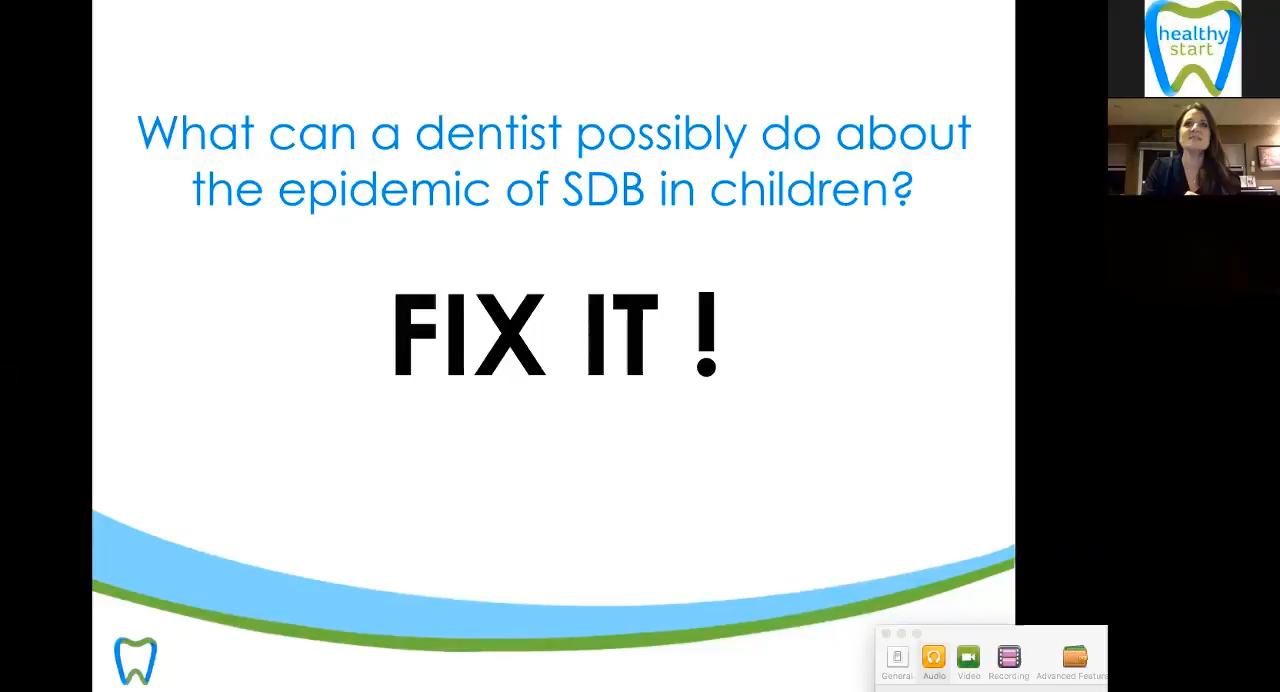 What can a dentist possibly do about
the epidemic of SDB in children?
FIX IT !
healthy
start
General Audio Video Recording Advanced Featur